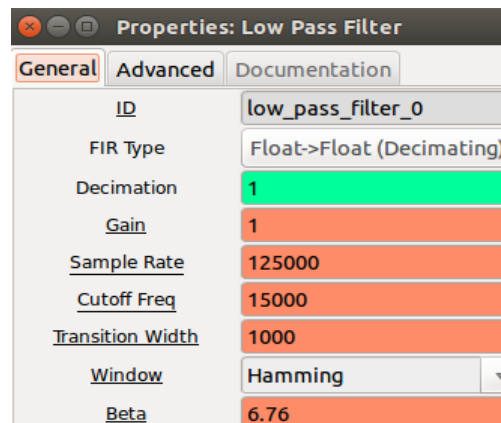 Properties: Low Pass Filter
General Advanced Documentation
ID low_pass_filter_0
FIR Type Float->Float (Decimating)
Decimation 1
Gain 1
Sample Rate 125000
Cutoff Freq 15000
Transition Width 1000
Window Hamming
Beta 6.76